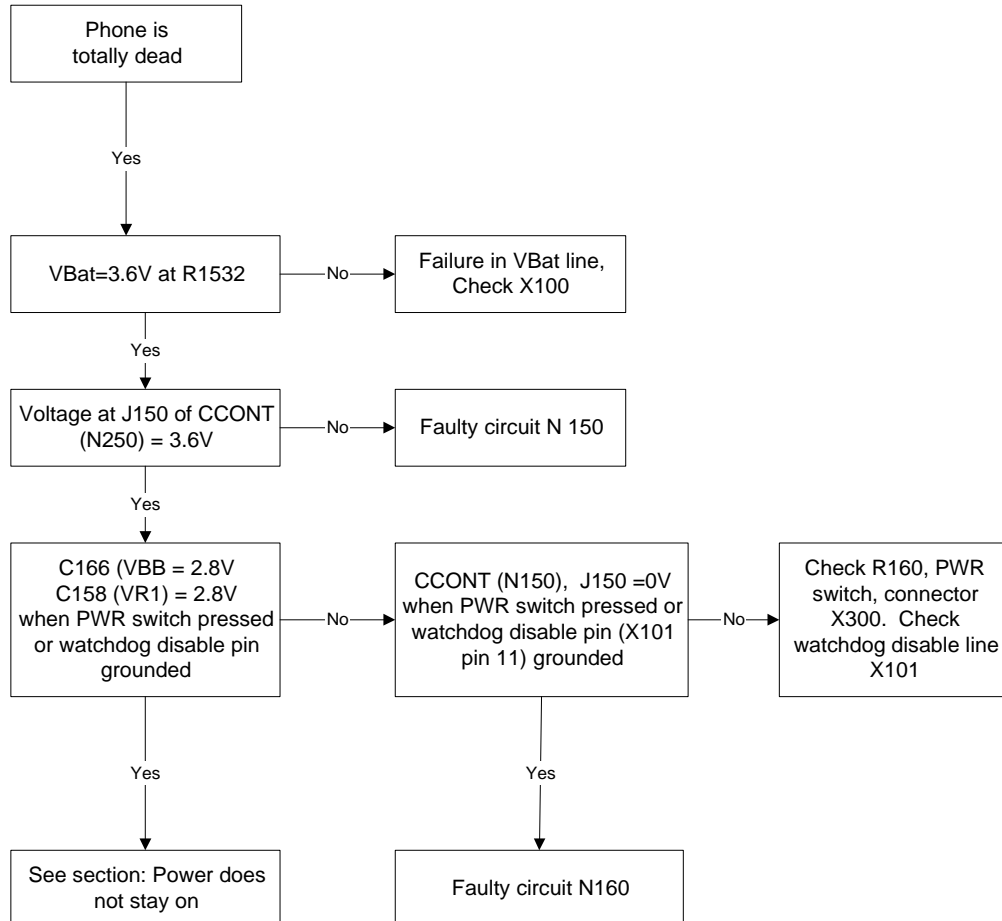 Phone is
totally dead
Yes
VBat=3.6V at R1532
No
Failure in VBat line,
Check X100
Yes
Voltage at J150 of CCONT
(N250) = 3.6V
No
Faulty circuit N 150
Yes
C166 (VBB = 2.8V
C158 (VR1) = 2.8V
when PWR switch pressed
or watchdog disable pin
grounded
No
CCONT (N150),  J150 =0V
when PWR switch pressed or
watchdog disable pin (X101
pin 11) grounded
No
Check R160, PWR
switch, connector
X300.  Check
watchdog disable line
X101
Yes
Yes
See section: Power does
not stay on
Faulty circuit N160